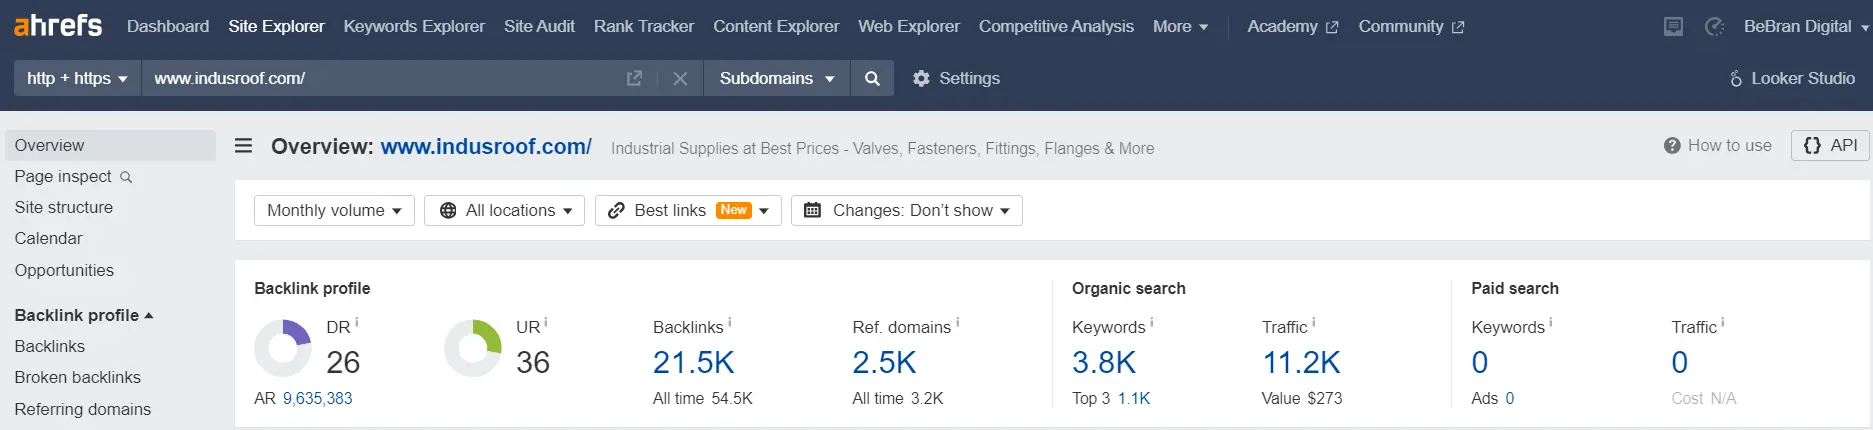 ahrefs Dashboard Site Explorer Keywords Explorer Site Audit Rank Tracker Content Explorer Web Explorer Competitive Analysis More Academy Community BeBran Digital
http + https www.indusroof.com/ Subdomains Settings Looker Studio
Overview
Page inspect
Site structure
Calendar
Opportunities
Backlink profile
Backlinks
Broken backlinks
Referring domains
Overview: www.indusroof.com/ Industrial Supplies at Best Prices - Valves, Fasteners, Fittings, Flanges & More How to use {} API
Monthly volume All locations Best links New Changes: Don't show
Backlink profile
DR i UR i Backlinks i Ref. domains i
26 36 21.5K 2.5K
AR 9,635,383 All time 54.5K All time 3.2K
Organic search
Keywords i Traffic i
3.8K 11.2K
Top 3 1.1K Value $273
Paid search
Keywords i Traffic i
0 0
Ads 0 Cost N/A